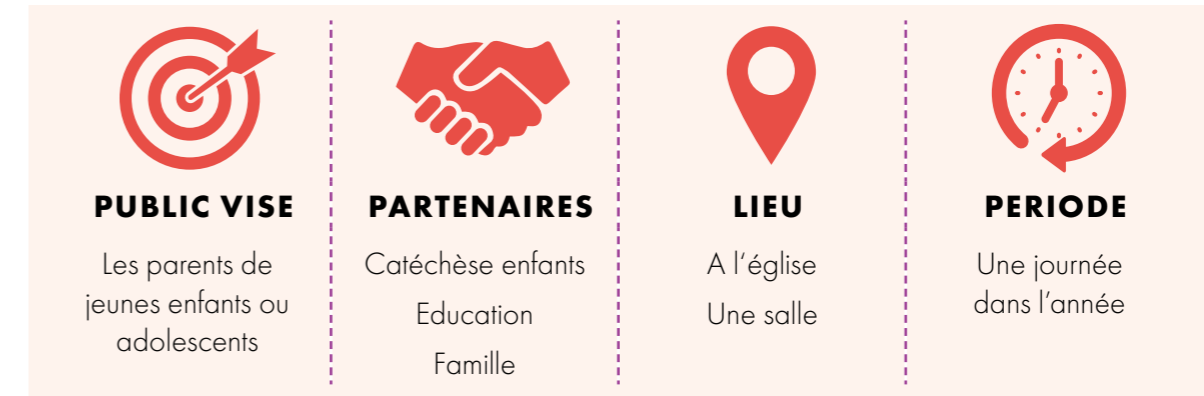 PUBLIC VISE
Les parents de
jeunes enfants ou
adolescents
PARTENAIRES
Catéchèse enfants
Education
Famille
LIEU
A l'église
Une salle
PERIODE
Une journée
dans l'année